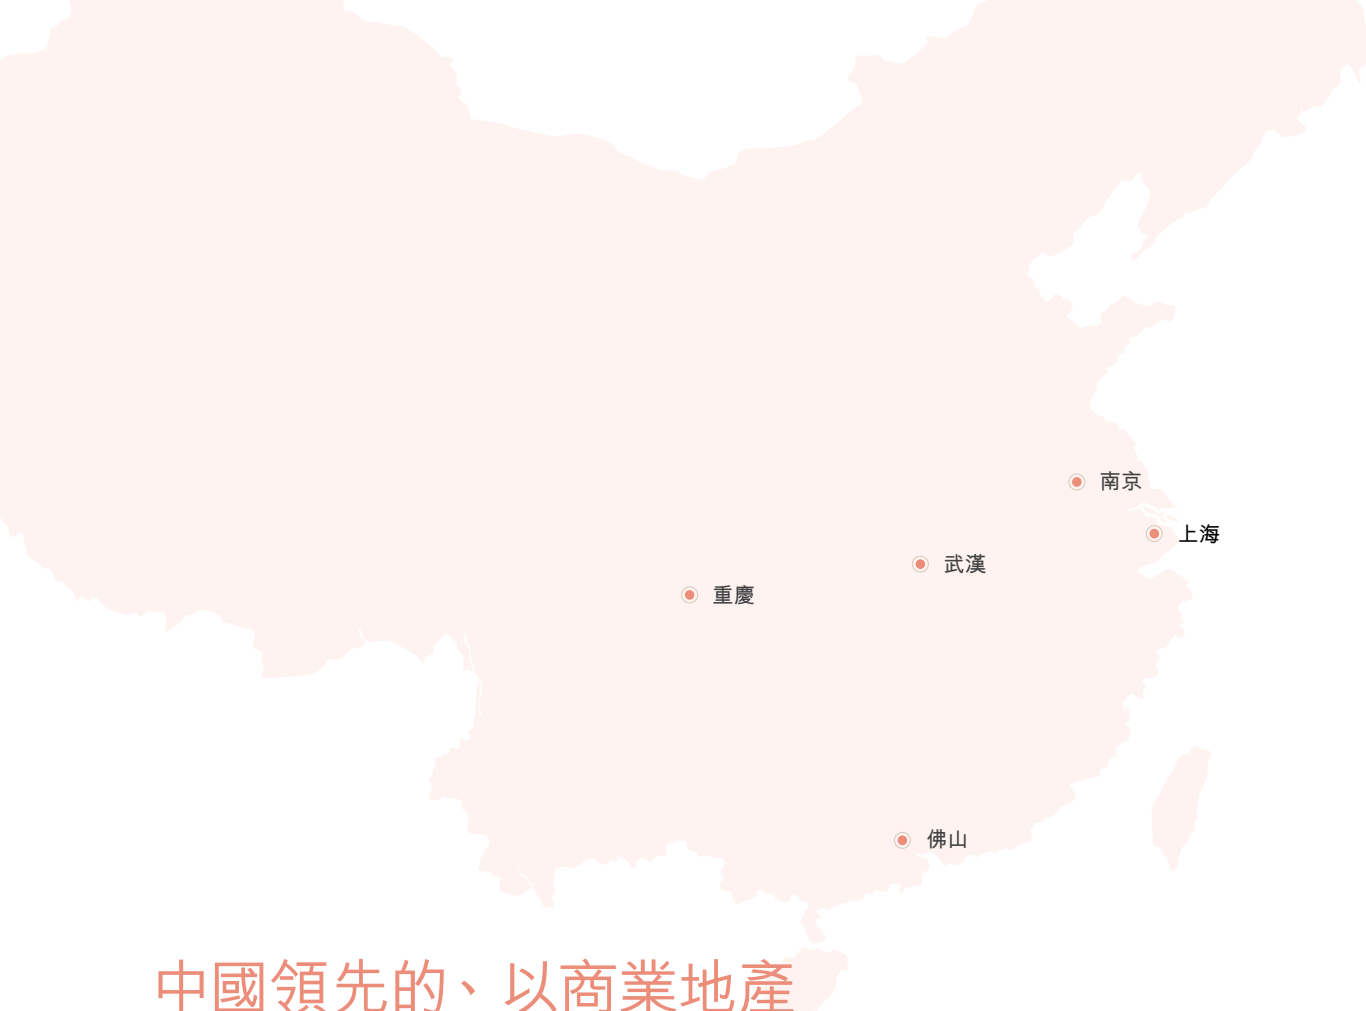 南京
上海
武漢
重慶
佛山
中國領先的、以商業地產